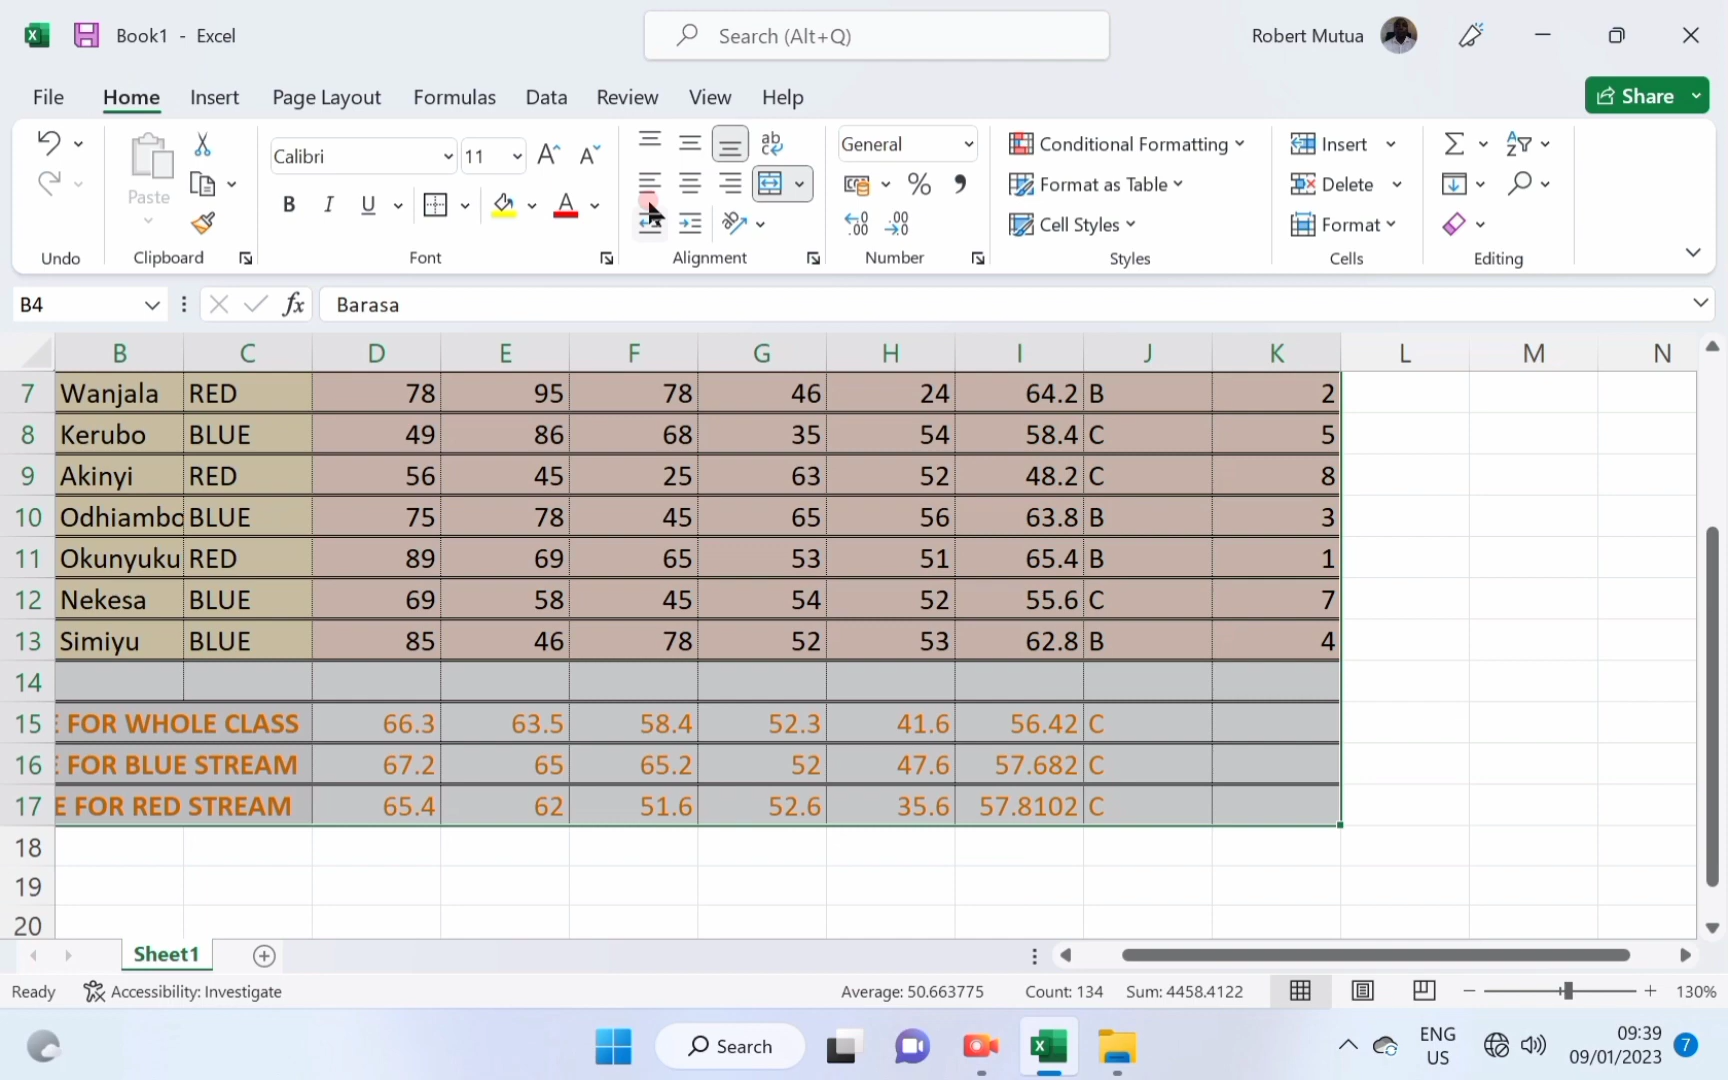 Book1 - Excel
Search (Alt+Q)
Robert Mutua
File Home Insert Page Layout Formulas Data Review View Help
Share
Calibri 11
ab
General
Conditional Formatting
Insert
Paste
% 9
Format as Table
Delete
B I U A
Cell Styles
Format
Undo Clipboard Font Alignment Number Styles Cells Editing
B4 fx Barasa
B C D E F G H I J K L M N
7 Wanjala RED 78 95 78 46 24 64.2 B 2
8 Kerubo BLUE 49 86 68 35 54 58.4 C 5
9 Akinyi RED 56 45 25 63 52 48.2 C 8
10 Odhiambo BLUE 75 78 45 65 56 63.8 B 3
11 Okunyuku RED 89 69 65 53 51 65.4 B 1
12 Nekesa BLUE 69 58 45 54 52 55.6 C 7
13 Simiyu BLUE 85 46 78 52 53 62.8 B 4
14
15 E FOR WHOLE CLASS 66.3 63.5 58.4 52.3 41.6 56.42 C
16 E FOR BLUE STREAM 67.2 65 65.2 52 47.6 57.682 C
17 E FOR RED STREAM 65.4 62 51.6 52.6 35.6 57.8102 C
18
19
20
Sheet1
Ready Accessibility: Investigate Average: 50.663775 Count: 134 Sum: 4458.4122 130%
Search
ENG
US
09:39
09/01/2023
7